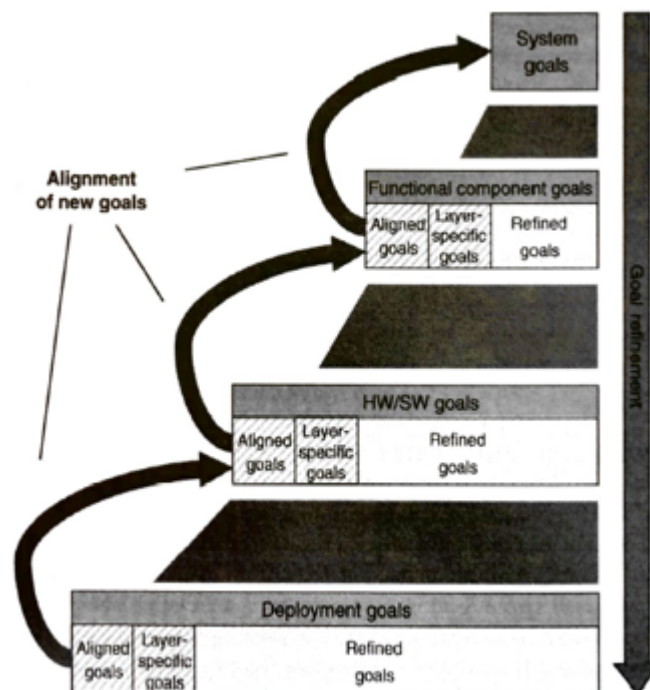 System
goals
Alignment
of new goals
Functional component goals
Aligned
goals
Layer-
specific
goals
Refined
goals
Goal refinement
HW/SW goals
Aligned
goals
Layer-
specific
goals
Refined
goals
Deployment goals
Aligned
goals
Layer-
specific
goals
Refined
goals